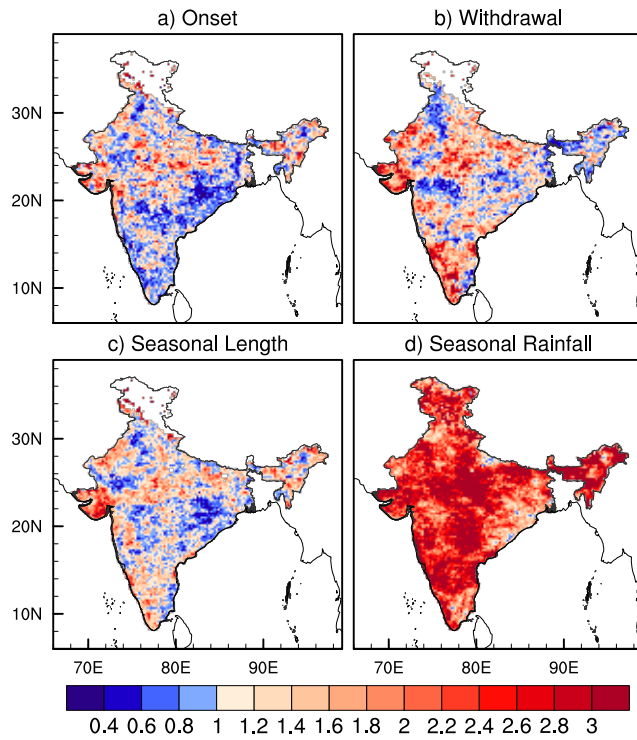 a) Onset
b) Withdrawal
30N
20N
10N
c) Seasonal Length
d) Seasonal Rainfall
30N
20N
10N
70E 80E 90E 70E 80E 90E
0.4 0.6 0.8 1 1.2 1.4 1.6 1.8 2 2.2 2.4 2.6 2.8 3